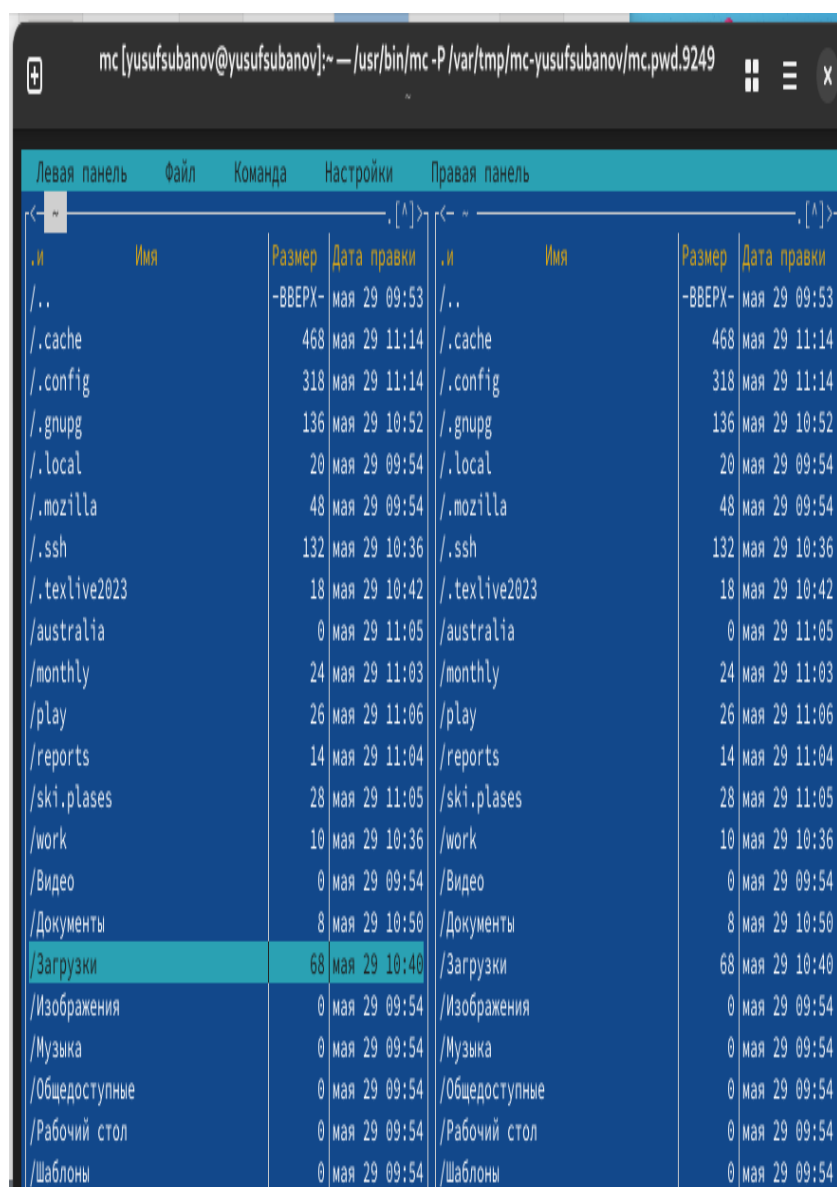 mc [yusufsubanov@yusufsubanov]:~ — /usr/bin/mc -P /var/tmp/mc-yusufsubanov/mc.pwd.9249
~
Левая панель Файл Команда Настройки Правая панель
<- ~ .[^]> <- ~ .[^]>
.и Имя Размер Дата правки .и Имя Размер Дата правки
/.. -ВВЕРХ- мая 29 09:53 /.. -ВВЕРХ- мая 29 09:53
/.cache 468 мая 29 11:14 /.cache 468 мая 29 11:14
/.config 318 мая 29 11:14 /.config 318 мая 29 11:14
/.gnupg 136 мая 29 10:52 /.gnupg 136 мая 29 10:52
/.local 20 мая 29 09:54 /.local 20 мая 29 09:54
/.mozilla 48 мая 29 09:54 /.mozilla 48 мая 29 09:54
/.ssh 132 мая 29 10:36 /.ssh 132 мая 29 10:36
/.texlive2023 18 мая 29 10:42 /.texlive2023 18 мая 29 10:42
/australia 0 мая 29 11:05 /australia 0 мая 29 11:05
/monthly 24 мая 29 11:03 /monthly 24 мая 29 11:03
/play 26 мая 29 11:06 /play 26 мая 29 11:06
/reports 14 мая 29 11:04 /reports 14 мая 29 11:04
/ski.plases 28 мая 29 11:05 /ski.plases 28 мая 29 11:05
/work 10 мая 29 10:36 /work 10 мая 29 10:36
/Видео 0 мая 29 09:54 /Видео 0 мая 29 09:54
/Документы 8 мая 29 10:50 /Документы 8 мая 29 10:50
/Загрузки 68 мая 29 10:40 /Загрузки 68 мая 29 10:40
/Изображения 0 мая 29 09:54 /Изображения 0 мая 29 09:54
/Музыка 0 мая 29 09:54 /Музыка 0 мая 29 09:54
/Общедоступные 0 мая 29 09:54 /Общедоступные 0 мая 29 09:54
/Рабочий стол 0 мая 29 09:54 /Рабочий стол 0 мая 29 09:54
/Шаблоны 0 мая 29 09:54 /Шаблоны 0 мая 29 09:54